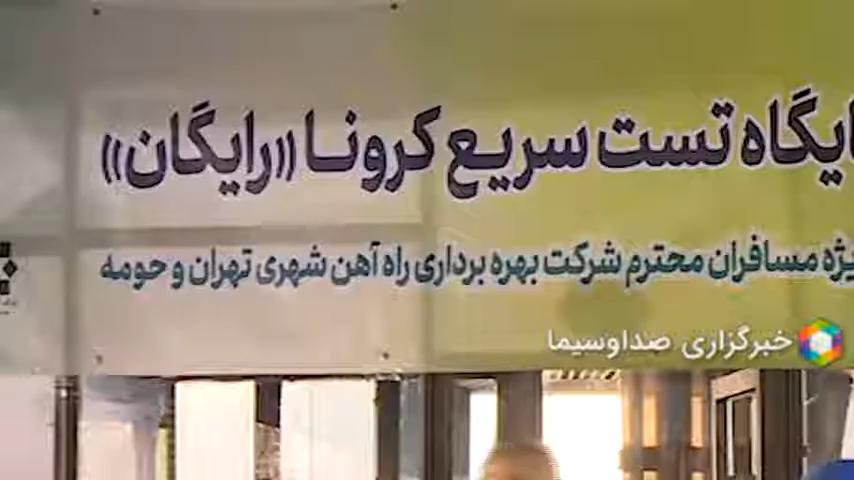 ایگاه تست سریع کرونا «رایگان»
یژه مسافران محترم شرکت بهره برداری راه آهن شهری تهران و حومه
خبرگزاری صداوسیما